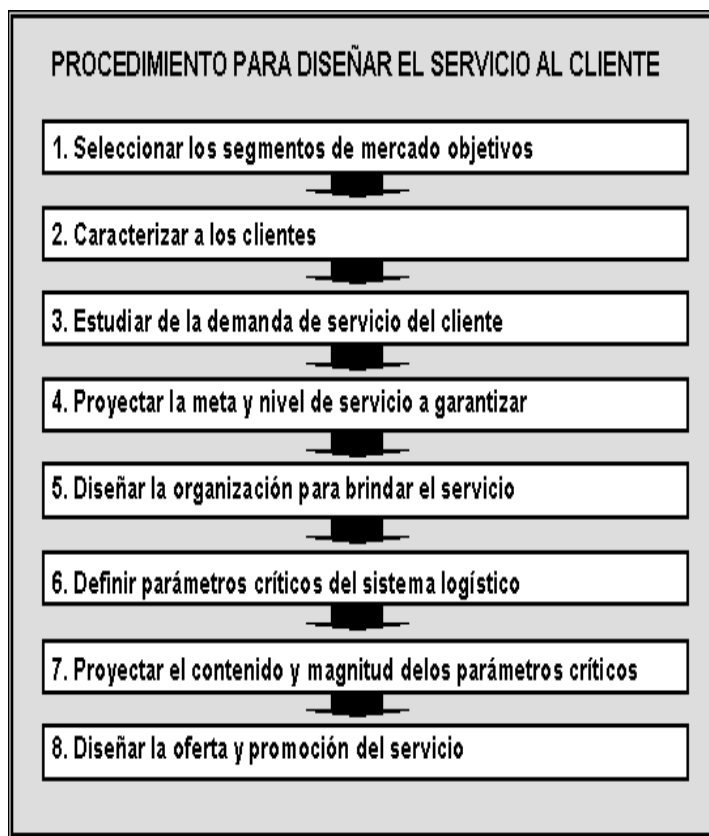 PROCEDIMIENTO PARA DISEÑAR EL SERVICIO AL CLIENTE
1. Seleccionar los segmentos de mercado objetivos
2. Caracterizar a los clientes
3. Estudiar de la demanda de servicio del cliente
4. Proyectar la meta y nivel de servicio a garantizar
5. Diseñar la organización para brindar el servicio
6. Definir parámetros críticos del sistema logístico
7. Proyectar el contenido y magnitud delos parámetros críticos
8. Diseñar la oferta y promoción del servicio